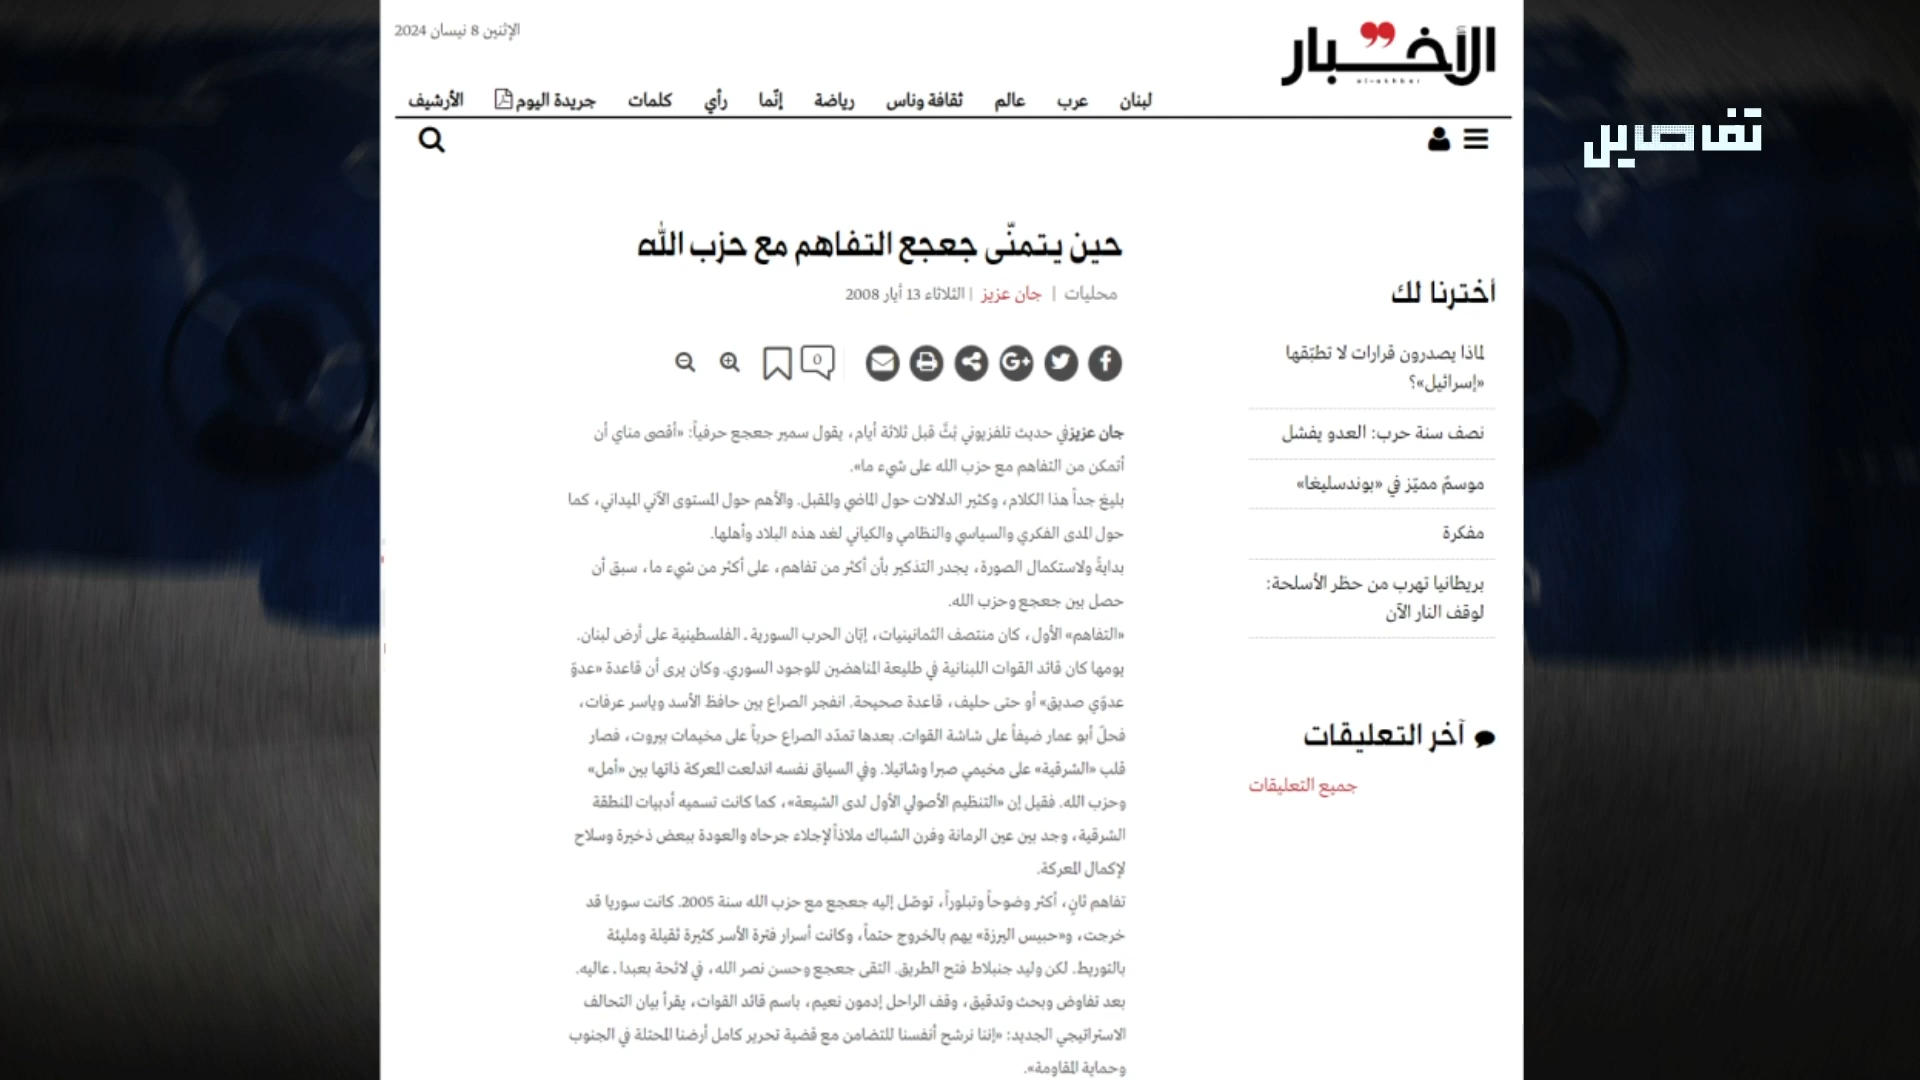 الإثنين 8 نيسان 2024
الأخبار
al-akhbar
لبنان عرب عالم ثقافة وناس رياضة إنّما رأي كلمات جريدة اليوم الأرشيف
تفاصيل
حين يتمنّى جعجع التفاهم مع حزب الله
محليات | جان عزيز | الثلاثاء 13 أيار 2008
0
جان عزيزفي حديث تلفزيوني بُثَّ قبل ثلاثة أيام، يقول سمير جعجع حرفياً: «أقصى مناي أن
أتمكن من التفاهم مع حزب الله على شيء ما».
بليغ جداً هذا الكلام، وكثير الدلالات حول الماضي والمقبل. والأهم حول المستوى الآني الميداني، كما
حول المدى الفكري والسياسي والنظامي والكياني لغد هذه البلاد وأهلها.
بدايةً ولاستكمال الصورة، يجدر التذكير بأن أكثر من تفاهم، على أكثر من شيء ما، سبق أن
حصل بين جعجع وحزب الله.
«التفاهم» الأول، كان منتصف الثمانينيات، إبّان الحرب السورية ـ الفلسطينية على أرض لبنان.
يومها كان قائد القوات اللبنانية في طليعة المناهضين للوجود السوري. وكان يرى أن قاعدة «عدوّ
عدوّي صديق» أو حتى حليف، قاعدة صحيحة. انفجر الصراع بين حافظ الأسد وياسر عرفات،
فحلّ أبو عمار ضيفاً على شاشة القوات. بعدها تمدّد الصراع حرباً على مخيمات بيروت، فصار
قلب «الشرقية» على مخيمي صبرا وشاتيلا. وفي السياق نفسه اندلعت المعركة ذاتها بين «أمل»
وحزب الله. فقيل إن «التنظيم الأصولي الأول لدى الشيعة»، كما كانت تسميه أدبيات المنطقة
الشرقية، وجد بين عين الرمانة وفرن الشباك ملاذاً لإجلاء جرحاه والعودة ببعض ذخيرة وسلاح
لإكمال المعركة.
تفاهم ثانٍ، أكثر وضوحاً وتبلوراً، توصّل إليه جعجع مع حزب الله سنة 2005. كانت سوريا قد
خرجت، و«حبيس اليرزة» يهم بالخروج حتماً، وكانت أسرار فترة الأسر كثيرة ثقيلة ومليئة
بالتوريط. لكن وليد جنبلاط فتح الطريق. التقى جعجع وحسن نصر الله، في لائحة بعبدا ـ عاليه.
بعد تفاوض وبحث وتدقيق، وقف الراحل إدمون نعيم، باسم قائد القوات، يقرأ بيان التحالف
الاستراتيجي الجديد: «إننا نرشح أنفسنا للتضامن مع قضية تحرير كامل أرضنا المحتلة في الجنوب
وحماية المقاومة».
اخترنا لك
لماذا يصدرون قرارات لا تطبّقها
«إسرائيل»؟
نصف سنة حرب: العدو يفشل
موسمٌ مميّز في «بوندسليغا»
مفكرة
بريطانيا تهرب من حظر الأسلحة:
لوقف النار الآن
آخر التعليقات
جميع التعليقات